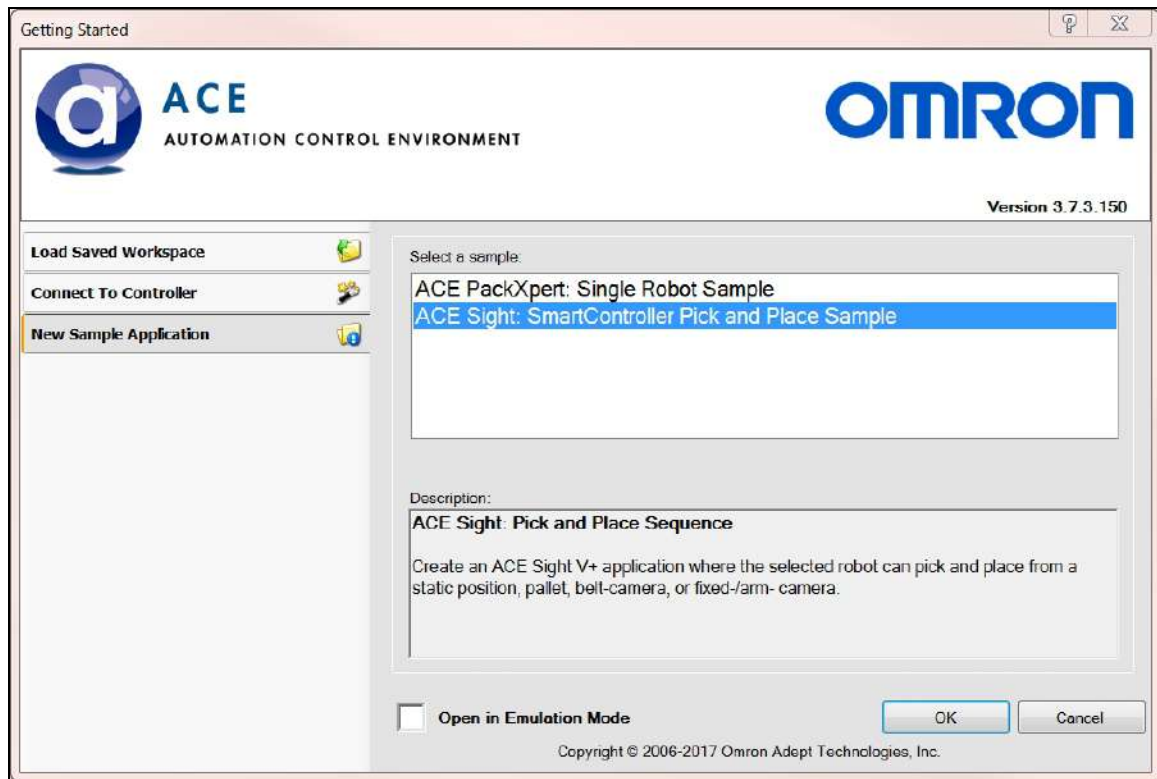 Getting Started
a
ACE
AUTOMATION CONTROL ENVIRONMENT
OMRON
Version 3.7.3.150
Load Saved Workspace
Connect To Controller
New Sample Application
Select a sample:
ACE PackXpert: Single Robot Sample
ACE Sight: SmartController Pick and Place Sample
Description:
ACE Sight: Pick and Place Sequence
Create an ACE Sight V+ application where the selected robot can pick and place from a
static position, pallet, belt-camera, or fixed-/arm- camera.
Open in Emulation Mode
OK
Cancel
Copyright © 2006-2017 Omron Adept Technologies, Inc.